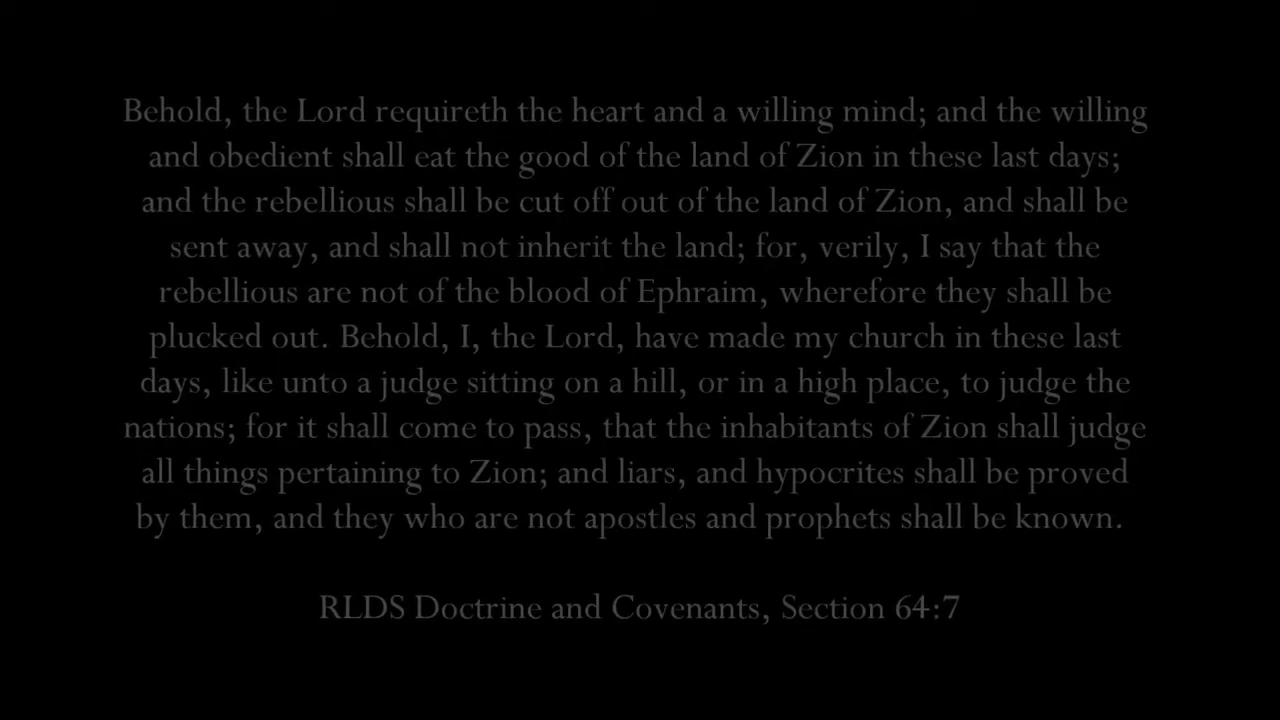 Behold, the Lord requireth the heart and a willing mind; and the willing
and obedient shall eat the good of the land of Zion in these last days;
and the rebellious shall be cut off out of the land of Zion, and shall be
sent away, and shall not inherit the land; for, verily, I say that the
rebellious are not of the blood of Ephraim, wherefore they shall be
plucked out. Behold, I, the Lord, have made my church in these last
days, like unto a judge sitting on a hill, or in a high place, to judge the
nations; for it shall come to pass, that the inhabitants of Zion shall judge
all things pertaining to Zion; and liars, and hypocrites shall be proved
by them, and they who are not apostles and prophets shall be known.
RLDS Doctrine and Covenants, Section 64:7